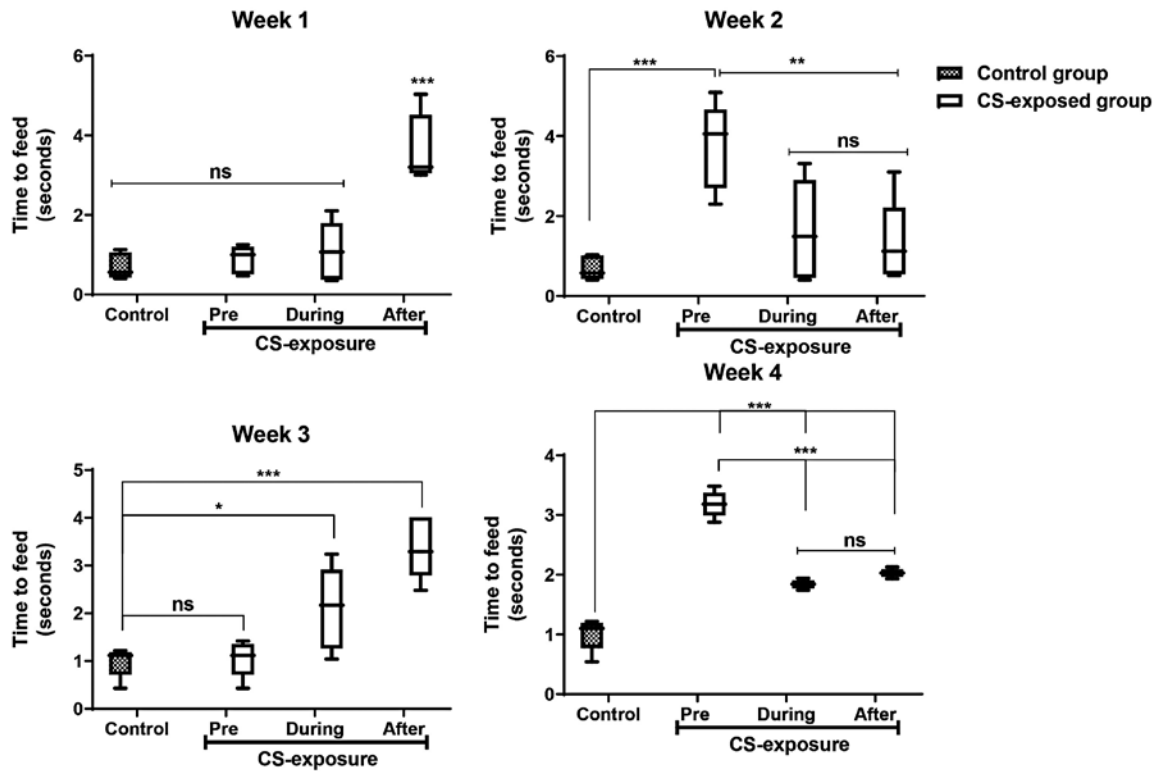 Week 1
Time to feed
(seconds)
6
4
2
0
***
ns
Control
Pre
During
After
CS-exposure
Week 2
Time to feed
(seconds)
6
4
2
0
***
**
ns
Control
Pre
During
After
CS-exposure
Control group
CS-exposed group
Week 3
Time to feed
(seconds)
5
4
3
2
1
0
***
*
ns
Control
Pre
During
After
CS-exposure
Week 4
Time to feed
(seconds)
4
3
2
1
0
***
***
ns
Control
Pre
During
After
CS-exposure